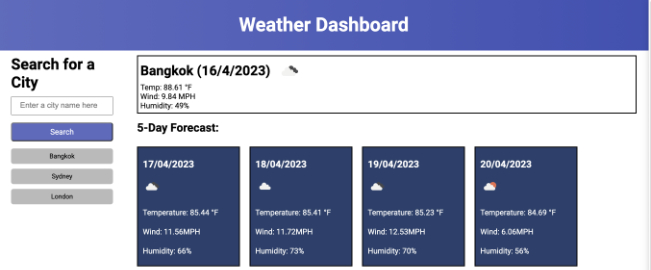 Weather Dashboard
Search for a
City
Enter a city name here
Search
Bangkok
Sydney
London
Bangkok (16/4/2023)
Temp: 88.61 °F
Wind: 9.84 MPH
Humidity: 49%
5-Day Forecast:
17/04/2023
Temperature: 85.44 °F
Wind: 11.56MPH
Humidity: 66%
18/04/2023
Temperature: 85.41 °F
Wind: 11.72MPH
Humidity: 73%
19/04/2023
Temperature: 85.23 °F
Wind: 12.53MPH
Humidity: 70%
20/04/2023
Temperature: 84.69 °F
Wind: 6.06MPH
Humidity: 56%